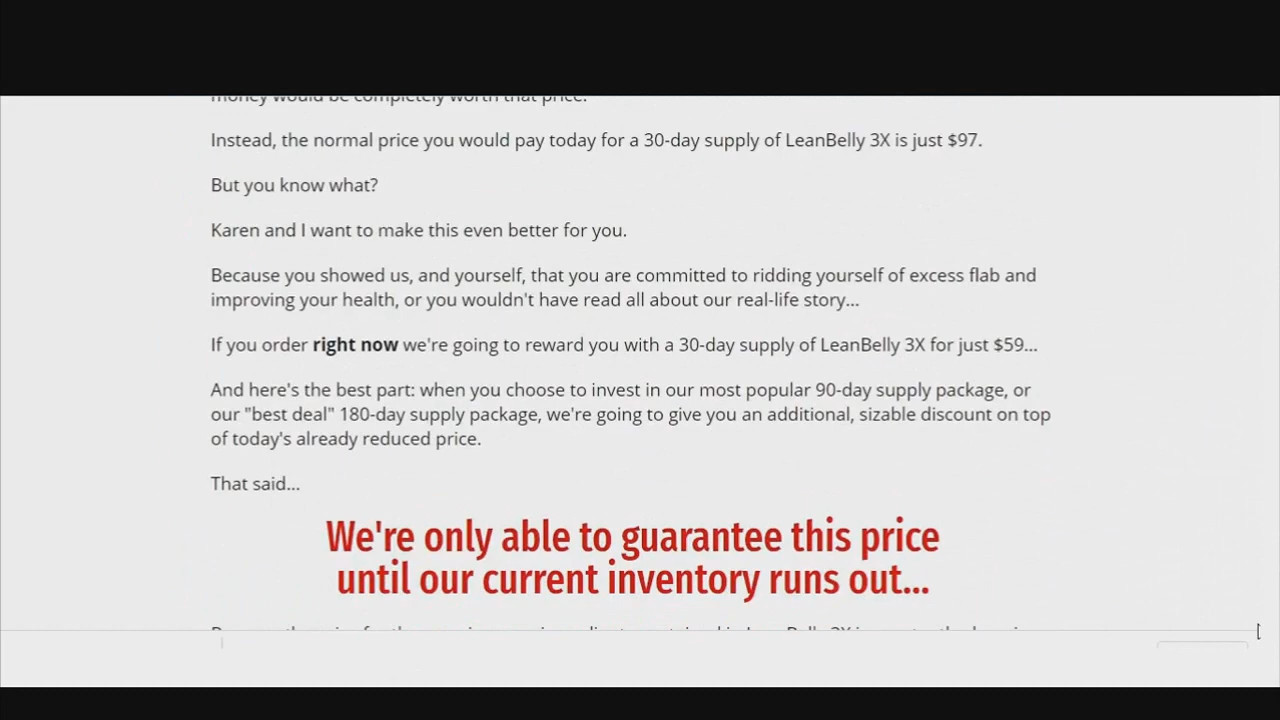 money would be completely worth that price.
Instead, the normal price you would pay today for a 30-day supply of LeanBelly 3X is just $97.
But you know what?
Karen and I want to make this even better for you.
Because you showed us, and yourself, that you are committed to ridding yourself of excess flab and
improving your health, or you wouldn't have read all about our real-life story...
If you order right now we're going to reward you with a 30-day supply of LeanBelly 3X for just $59...
And here's the best part: when you choose to invest in our most popular 90-day supply package, or
our "best deal" 180-day supply package, we're going to give you an additional, sizable discount on top
of today's already reduced price.
That said...
We're only able to guarantee this price
until our current inventory runs out...